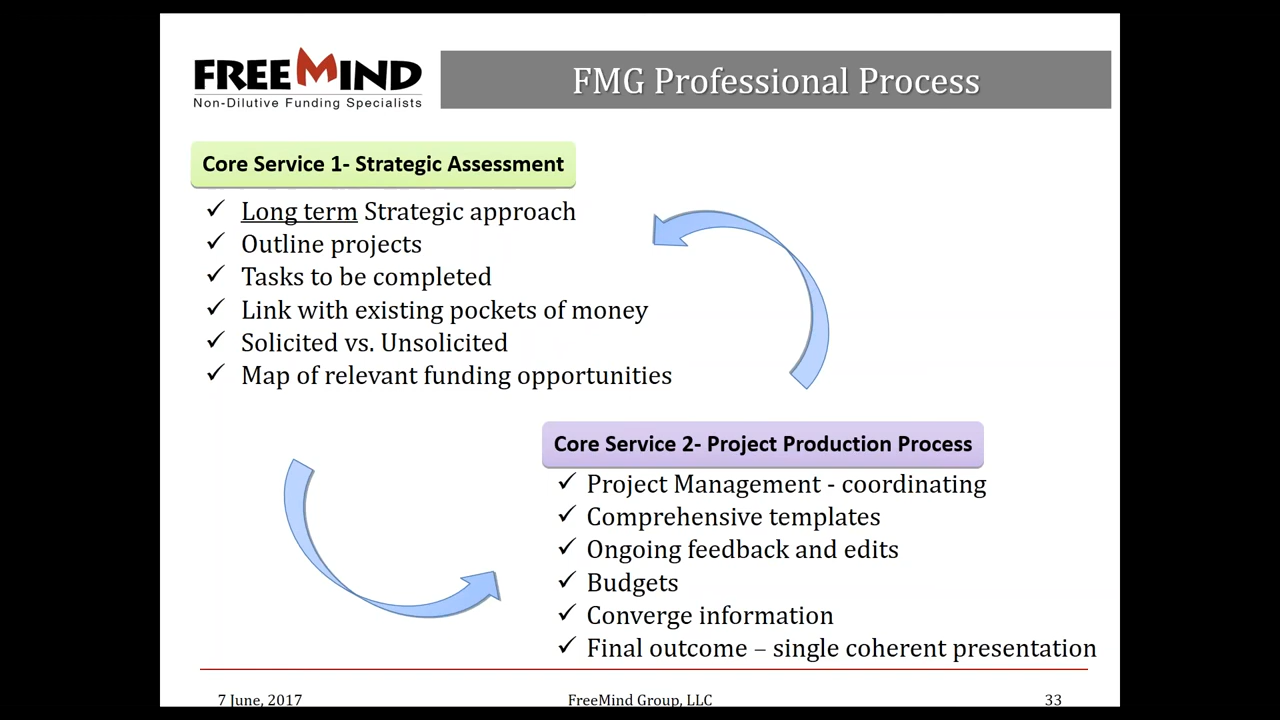 FREEMIND
Non-Dilutive Funding Specialists
FMG Professional Process
Core Service 1- Strategic Assessment
✓ Long term Strategic approach
✓ Outline projects
✓ Tasks to be completed
✓ Link with existing pockets of money
✓ Solicited vs. Unsolicited
✓ Map of relevant funding opportunities
Core Service 2- Project Production Process
✓ Project Management - coordinating
✓ Comprehensive templates
✓ Ongoing feedback and edits
✓ Budgets
✓ Converge information
✓ Final outcome – single coherent presentation
7 June, 2017
FreeMind Group, LLC
33